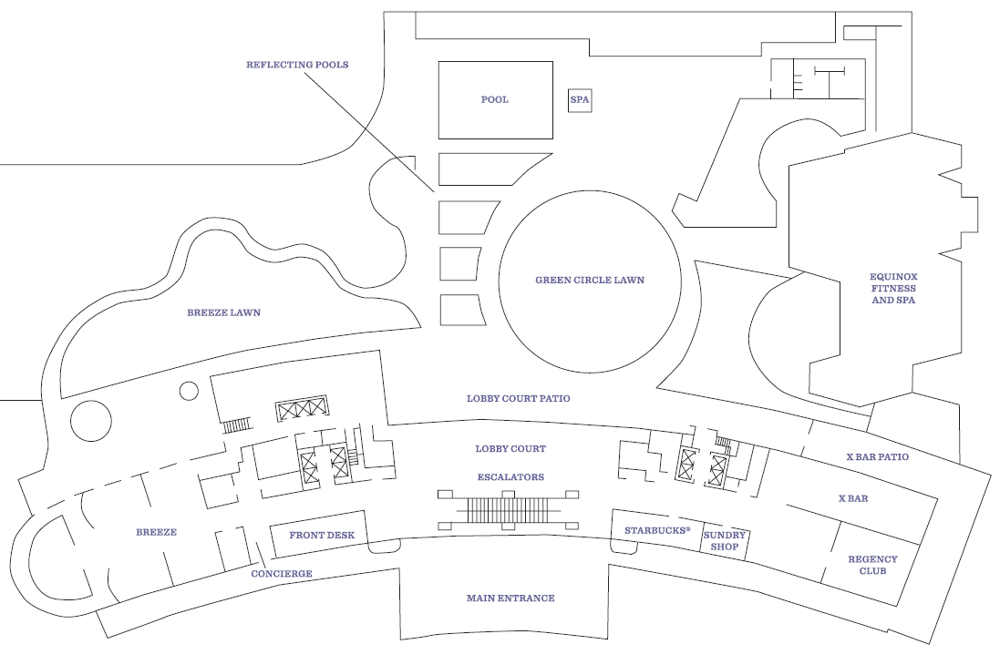 REFLECTING POOLS
POOL
SPA
GREEN CIRCLE LAWN
EQUINOX
FITNESS
AND SPA
BREEZE LAWN
LOBBY COURT PATIO
LOBBY COURT
X BAR PATIO
ESCALATORS
X BAR
BREEZE
FRONT DESK
STARBUCKS®
SUNDRY
SHOP
REGENCY
CLUB
CONCIERGE
MAIN ENTRANCE